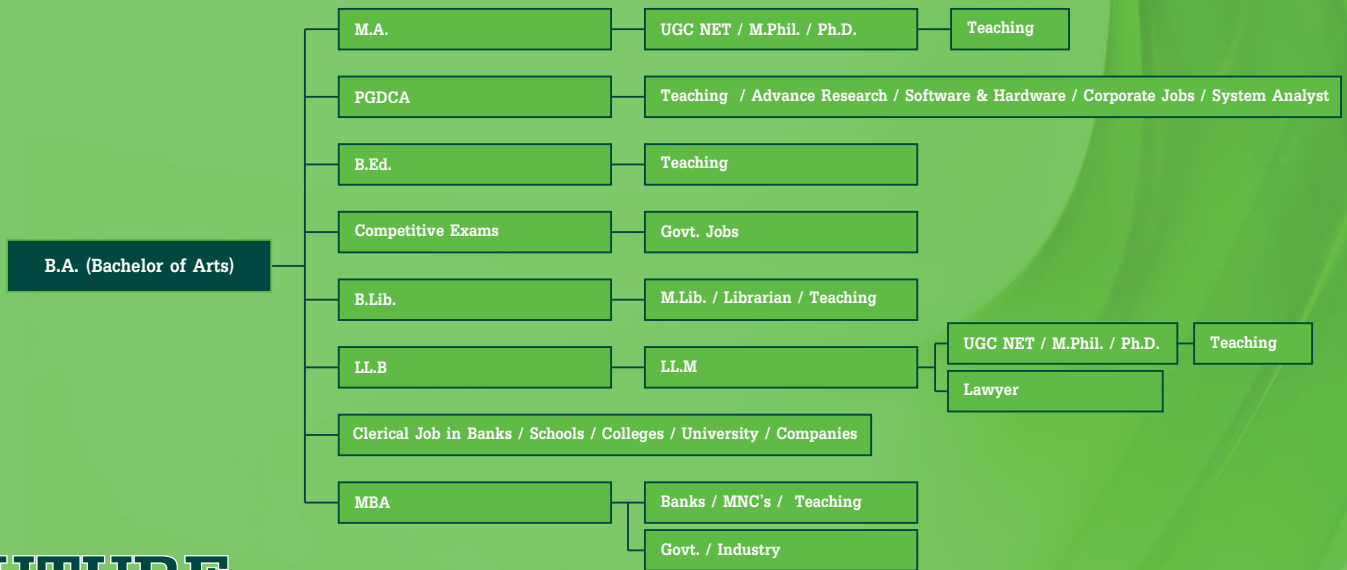 M.A.
UGC NET / M.Phil. / Ph.D.
Teaching
PGDCA
Teaching / Advance Research / Software & Hardware / Corporate Jobs / System Analyst
B.Ed.
Teaching
Competitive Exams
Govt. Jobs
B.A. (Bachelor of Arts)
B.Lib.
M.Lib. / Librarian / Teaching
UGC NET / M.Phil. / Ph.D.
Teaching
LL.B
LL.M
Lawyer
Clerical Job in Banks / Schools / Colleges / University / Companies
MBA
Banks / MNC's / Teaching
Govt. / Industry